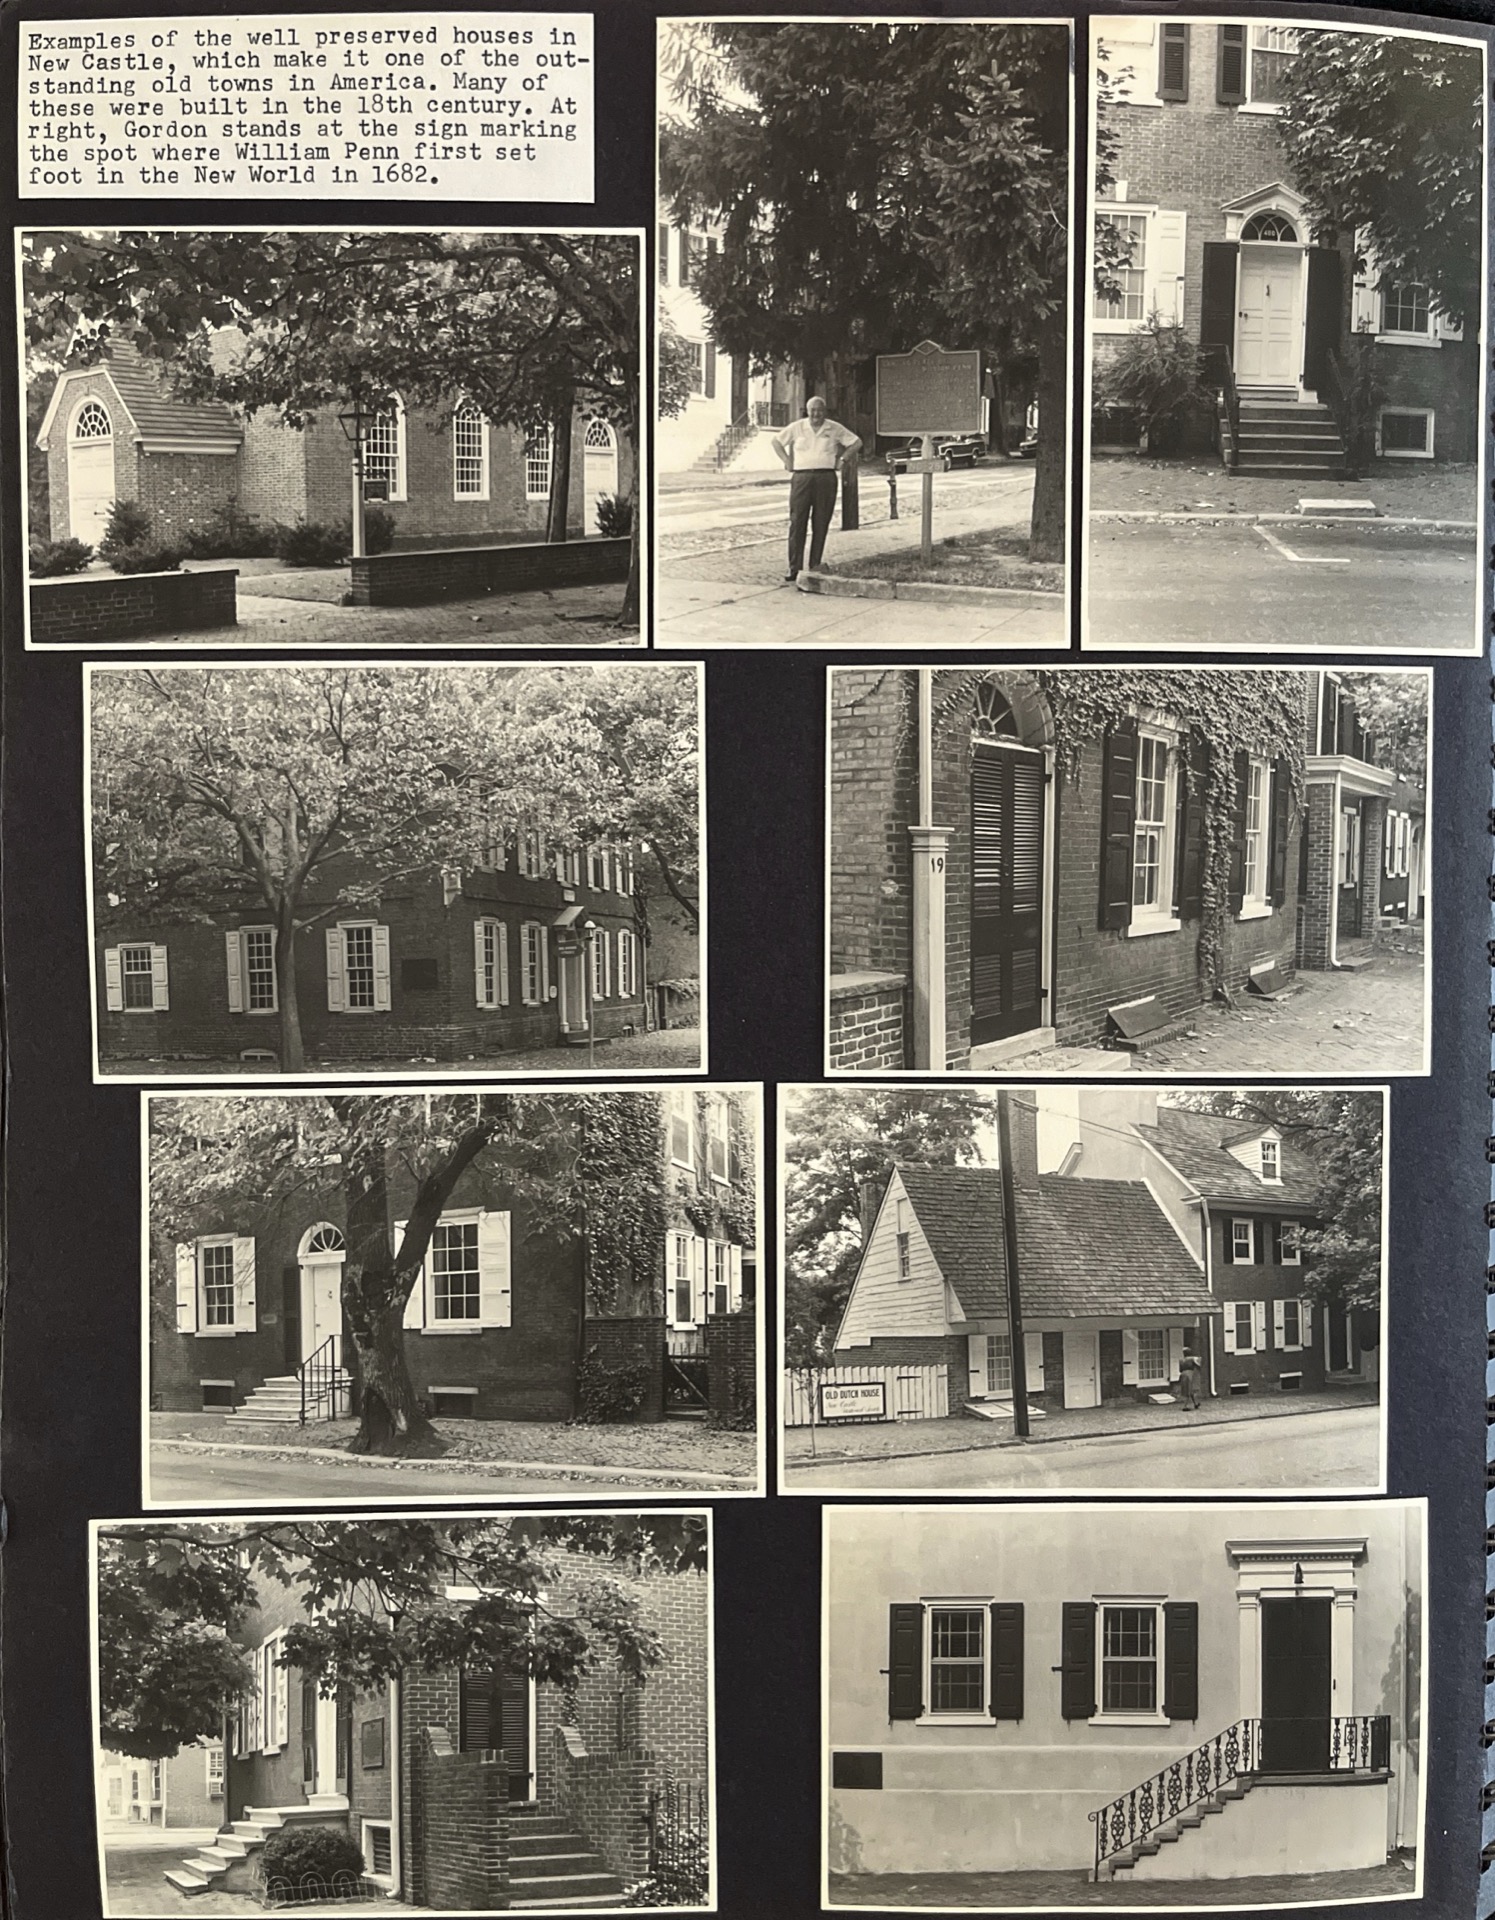 Examples of the well preserved houses in
New Castle, which make it one of the out-
standing old towns in America. Many of
these were built in the 18th century. At
right, Gordon stands at the sign marking
the spot where William Penn first set
foot in the New World in 1682.
400
19
OLD DUTCH HOUSE
New Castle